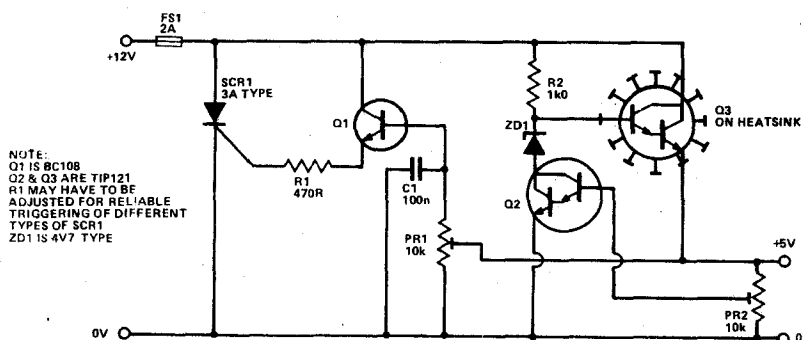 FS1
2A
+12V
SCR1
3A TYPE
R2
1k0
Q1
ZD1
Q3
ON HEATSINK
NOTE:
Q1 IS BC108
Q2 & Q3 ARE TIP121
R1 MAY HAVE TO BE
ADJUSTED FOR RELIABLE
TRIGGERING OF DIFFERENT
TYPES OF SCR1
ZD1 IS 4V7 TYPE
R1
470R
C1
100n
Q2
PR1
10k
+5V
PR2
10k
0V
0